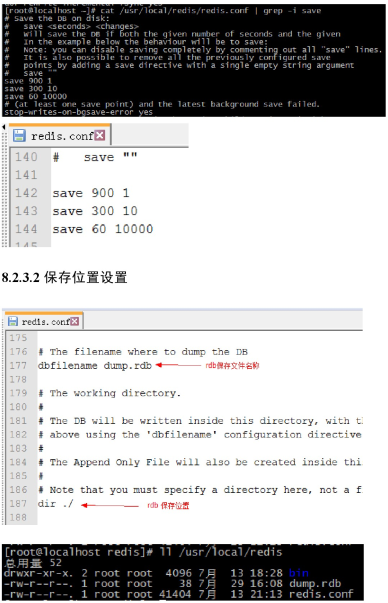 [root@localhost ~]# cat /usr/local/redis/redis.conf | grep -i save
# Save the DB on disk:
#   save <seconds> <changes>
#   Will save the DB if both the given number of seconds and the given
#   In the example below the behaviour will be to save:
#   Note: you can disable saving completely by commenting out all "save" lines.
#   It is also possible to remove all the previously configured save
#   points by adding a save directive with a single empty string argument
#   save ""
save 900 1
save 300 10
save 60 10000
# (at least one save point) and the latest background save failed.
stop-writes-on-bgsave-error yes
redis.conf
140 #   save ""
141
142 save 900 1
143 save 300 10
144 save 60 10000
8.2.3.2 保存位置设置
redis.conf
175
176 # The filename where to dump the DB
177 dbfilename dump.rdb rdb保存文件名称
178
179 # The working directory.
180 #
181 # The DB will be written inside this directory, with t
182 # above using the 'dbfilename' configuration directive
183 #
184 # The Append Only File will also be created inside thi
185 #
186 # Note that you must specify a directory here, not a f
187 dir ./ rdb 保存位置
188
[root@localhost redis]# ll /usr/local/redis
总用量 52
drwxr-xr-x. 2 root root  4096 7月  13 18:28 bin
-rw-r--r--. 1 root root    38 7月  29 16:08 dump.rdb
-rw-r--r--. 1 root root 41404 7月  13 21:13 redis.conf